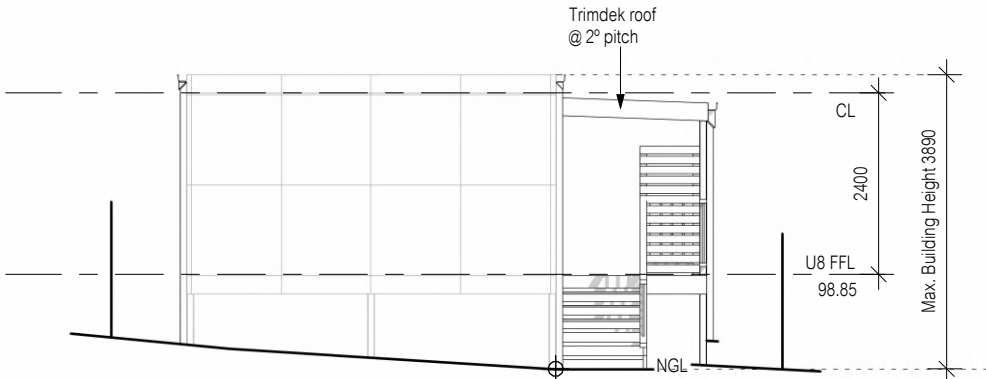 Trimdek roof
@ 2º pitch
CL
2400
Max. Building Height 3890
U8 FFL
98.85
NGL